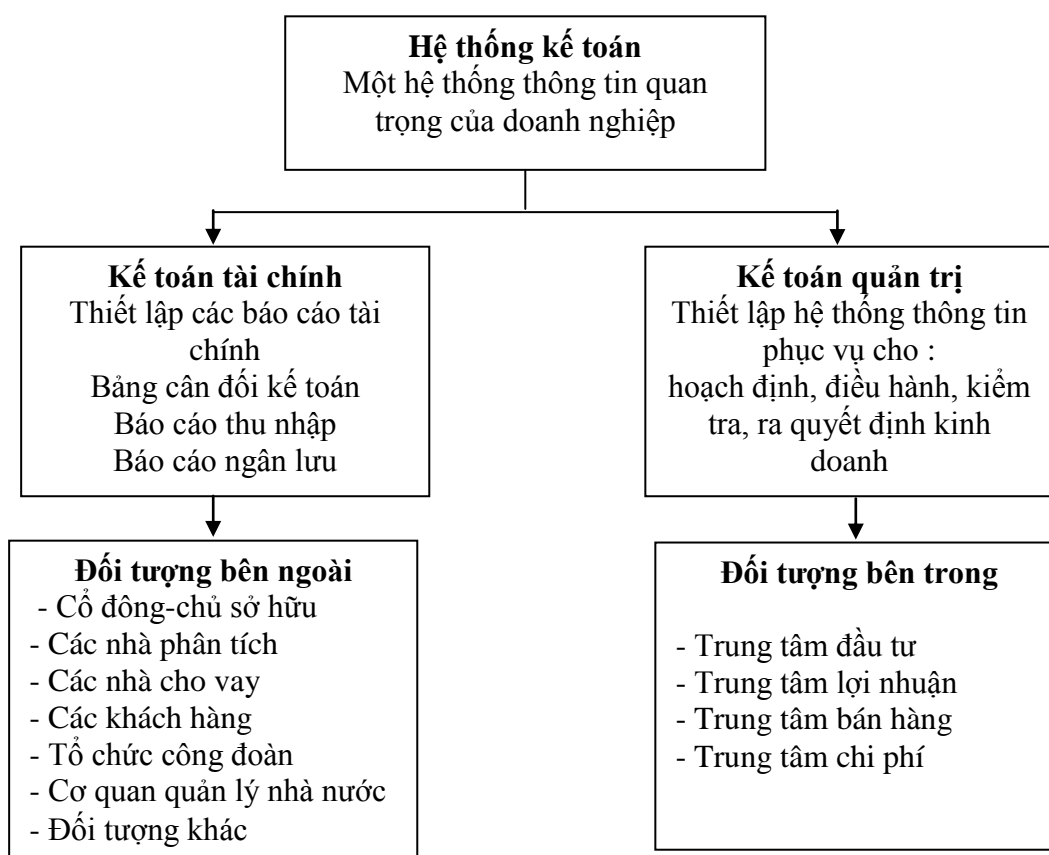 Hệ thống kế toán
Một hệ thống thông tin quan
trọng của doanh nghiệp
Kế toán tài chính
Thiết lập các báo cáo tài
chính
Bảng cân đối kế toán
Báo cáo thu nhập
Báo cáo ngân lưu
Kế toán quản trị
Thiết lập hệ thống thông tin
phục vụ cho :
hoạch định, điều hành, kiểm
tra, ra quyết định kinh
doanh
Đối tượng bên ngoài
- Cổ đông-chủ sở hữu
- Các nhà phân tích
- Các nhà cho vay
- Các khách hàng
- Tổ chức công đoàn
- Cơ quan quản lý nhà nước
- Đối tượng khác
Đối tượng bên trong
- Trung tâm đầu tư
- Trung tâm lợi nhuận
- Trung tâm bán hàng
- Trung tâm chi phí